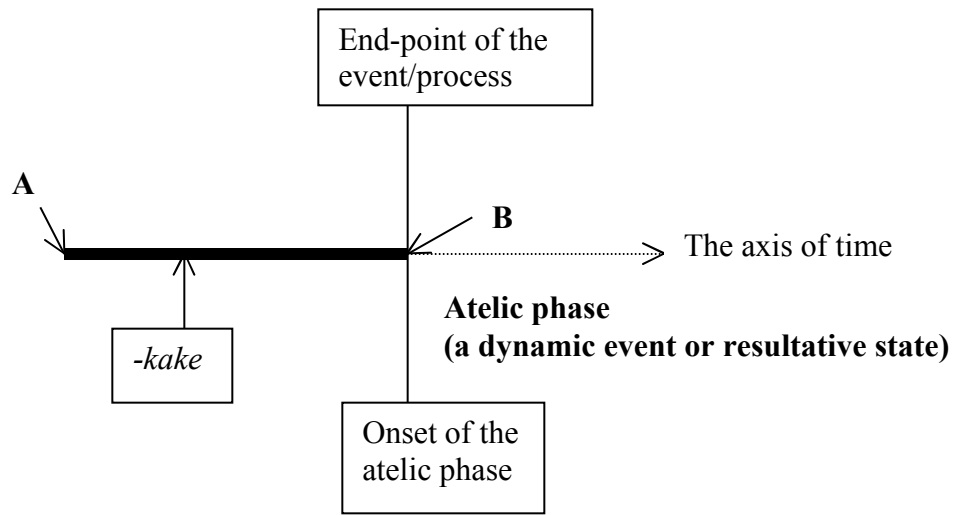 End-point of the
event/process
A
B
The axis of time
-kake
Atelic phase
(a dynamic event or resultative state)
Onset of the
atelic phase